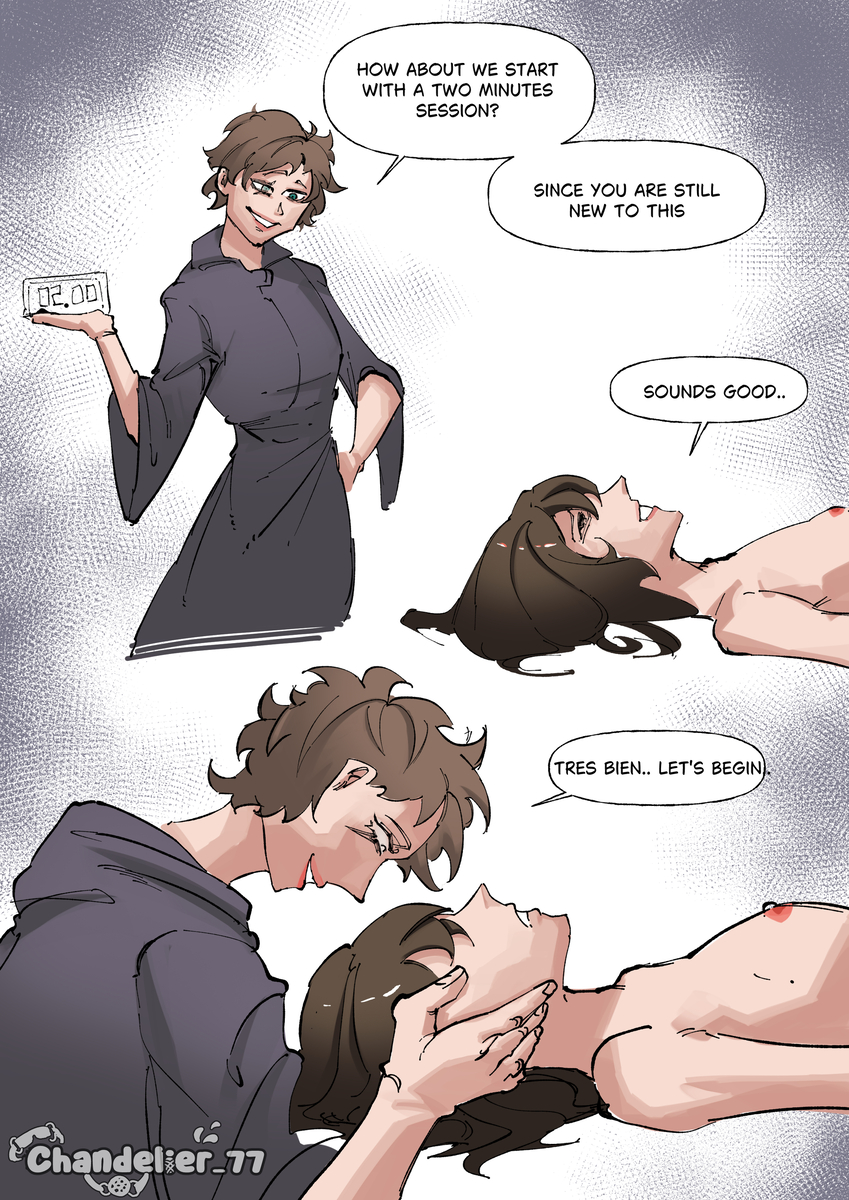 HOW ABOUT WE START
WITH A TWO MINUTES
SESSION?
SINCE YOU ARE STILL
NEW TO THIS
02.00
SOUNDS GOOD..
TRES BIEN.. LET'S BEGIN.
Chandelier_77